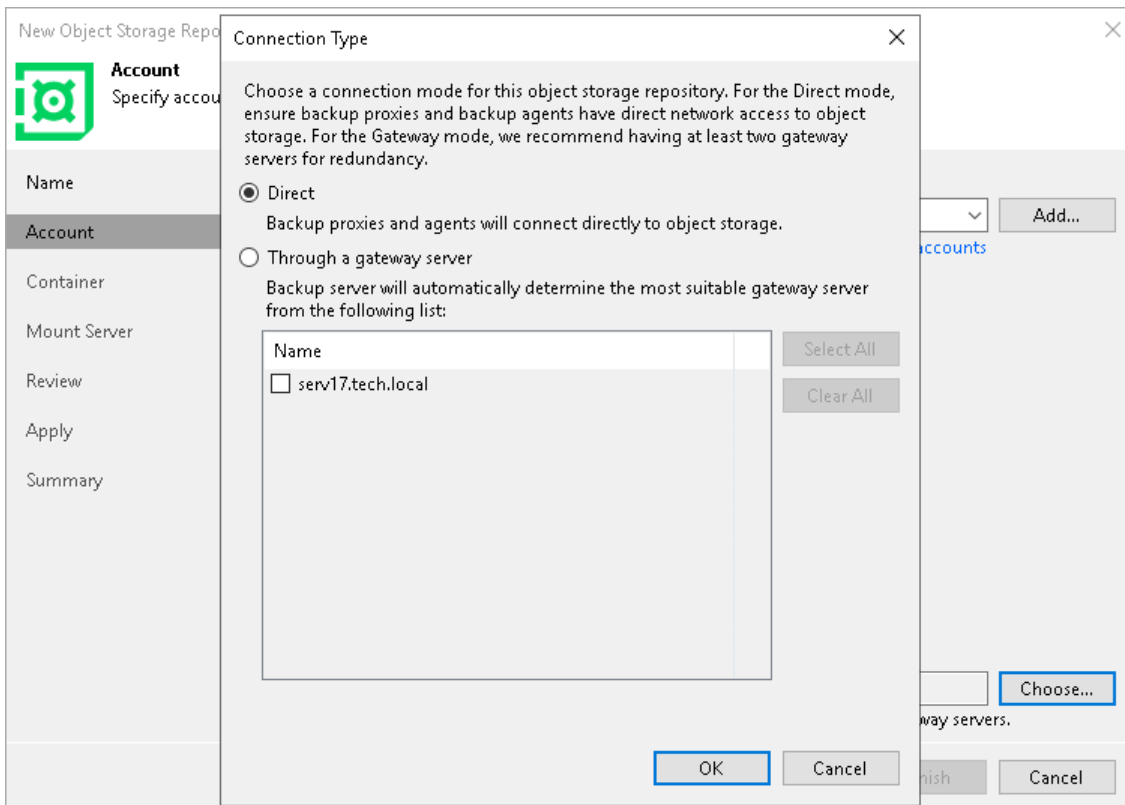 New Object Storage Repo
Account
Specify accou
Name
Account
Container
Mount Server
Review
Apply
Summary
Connection Type
Choose a connection mode for this object storage repository. For the Direct mode,
ensure backup proxies and backup agents have direct network access to object
storage. For the Gateway mode, we recommend having at least two gateway
servers for redundancy.
Direct
Backup proxies and agents will connect directly to object storage.
Through a gateway server
Backup server will automatically determine the most suitable gateway server
from the following list:
Name
serv17.tech.local
Select All
Clear All
OK
Cancel
Add...
accounts
Choose...
way servers.
nish
Cancel